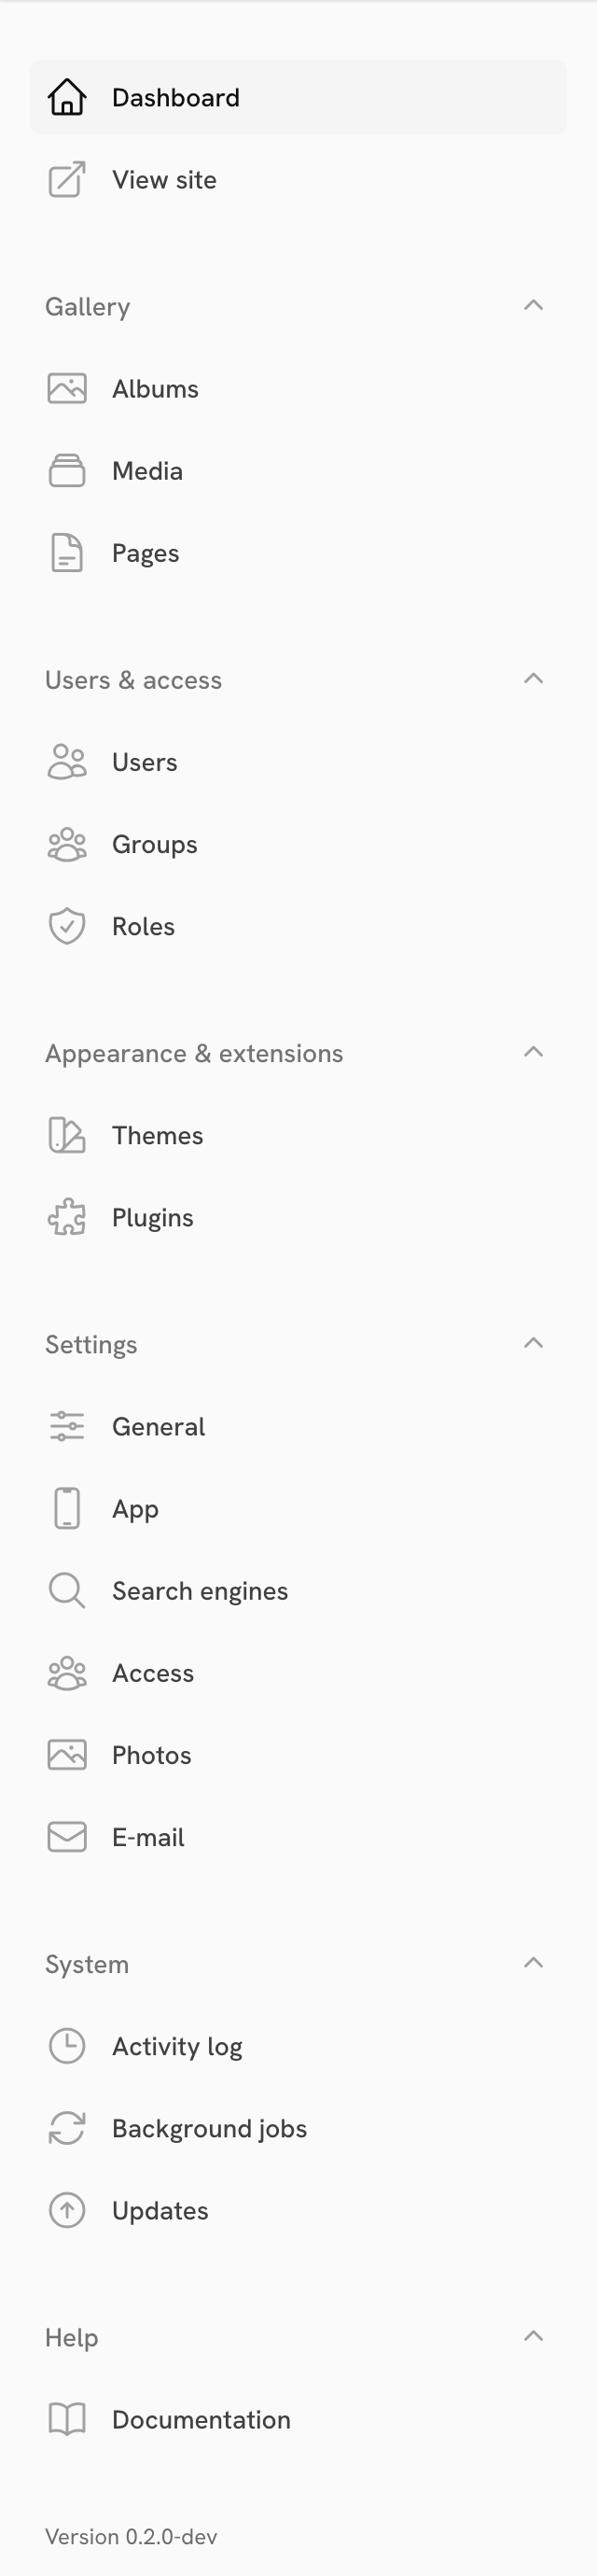 Dashboard
View site
Gallery
Albums
Media
Pages
Users & access
Users
Groups
Roles
Appearance & extensions
Themes
Plugins
Settings
General
App
Search engines
Access
Photos
E-mail
System
Activity log
Background jobs
Updates
Help
Documentation
Version 0.2.0-dev